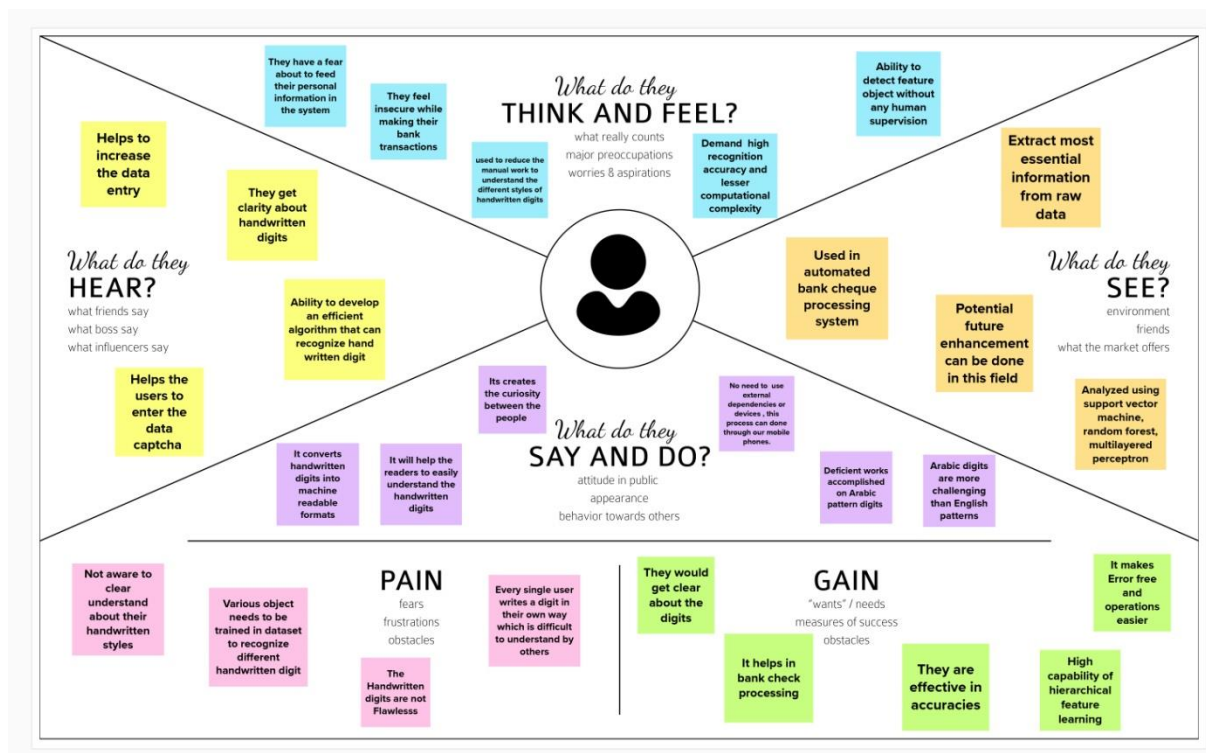 They have a fear
about to feed
their personal
information in
the system
They feel
insecure while
making their
bank
transactions
used to reduce the
manual work to
understand the
different styles of
handwritten digits
What do they
THINK AND FEEL?
what really counts
major preoccupations
worries & aspirations
Demand high
recognition
accuracy and
lesser
computational
complexity
Ability to
detect feature
object without
any human
supervision
Helps to
increase
the data
entry
They get
clarity about
handwritten
digits
What do they
HEAR?
what friends say
what boss say
what influencers say
Ability to develop
an efficient
algorithm that can
recognize hand
written digit
Helps the
users to
enter the
data
captcha
Extract most
essential
information
from raw
data
Used in
automated
bank cheque
processing
system
What do they
SEE?
environment
friends
what the market offers
Potential
future
enhancement
can be done
in this field
Analyzed using
support vector
machine,
random forest,
multilayered
perceptron
Its creates
the curiosity
between the
people
No need to use
external
dependencies or
devices , this
process can done
through our mobile
phones.
What do they
SAY AND DO?
attitude in public
appearance
behavior towards others
It converts
handwritten
digits into
machine
readable
formats
It will help the
readers to easily
understand the
handwritten
digits
Deficient works
accomplished
on Arabic
pattern digits
Arabic digits
are more
challenging
than English
patterns
PAIN
fears
frustrations
obstacles
Not aware to
clear
understand
about their
handwritten
styles
Various object
needs to be
trained in dataset
to recognize
different
handwritten digit
The
Handwritten
digits are not
Flawlesss
Every single user
writes a digit in
their own way
which is difficult
to understand by
others
GAIN
"wants" / needs
measures of success
obstacles
They would
get clear
about the
digits
It helps in
bank check
processing
They are
effective in
accuracies
High
capability of
hierarchical
feature
learning
It makes
Error free
and
operations
easier